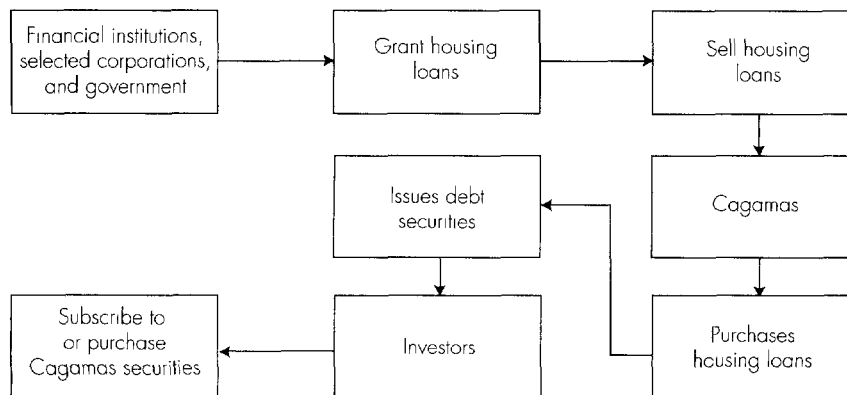 Financial institutions,
selected corporations,
and government
Grant housing
loans
Sell housing
loans
Cagamas
Purchases
housing loans
Issues debt
securities
Investors
Subscribe to
or purchase
Cagamas securities